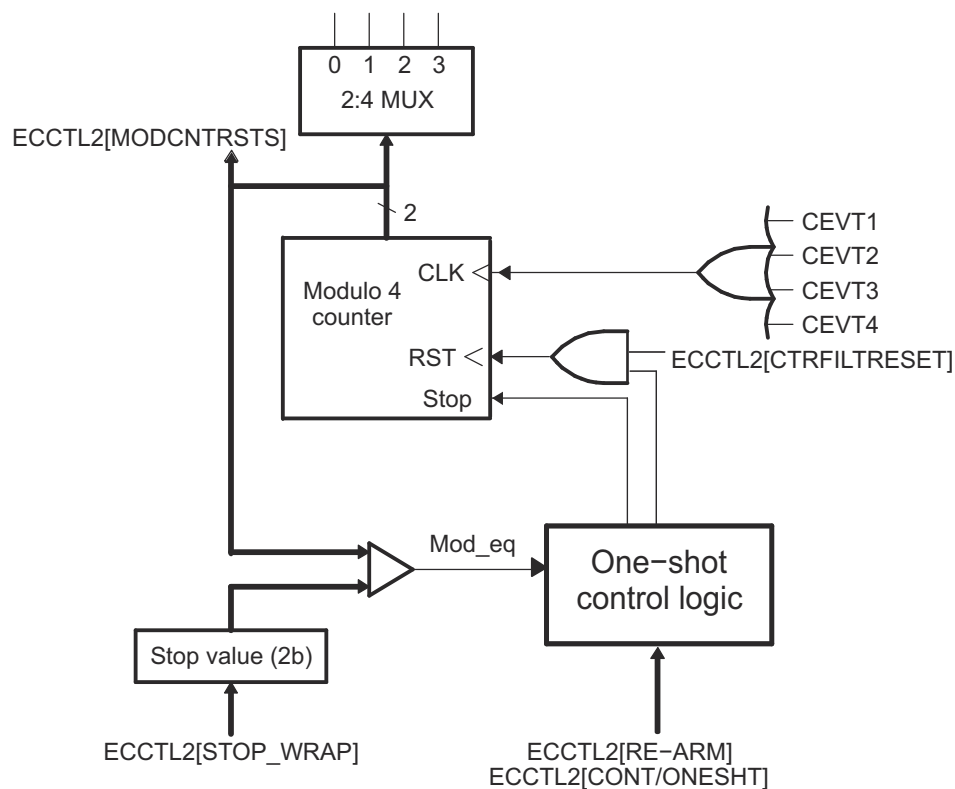 0 1 2 3
2:4 MUX
ECCTL2[MODCNTRSTS]
2
CEVT1
CEVT2
CEVT3
CEVT4
CLK
Modulo 4
counter
RST
Stop
ECCTL2[CTRFILTRESET]
Mod_eq
One−shot
control logic
Stop value (2b)
ECCTL2[STOP_WRAP]
ECCTL2[RE−ARM]
ECCTL2[CONT/ONESHT]